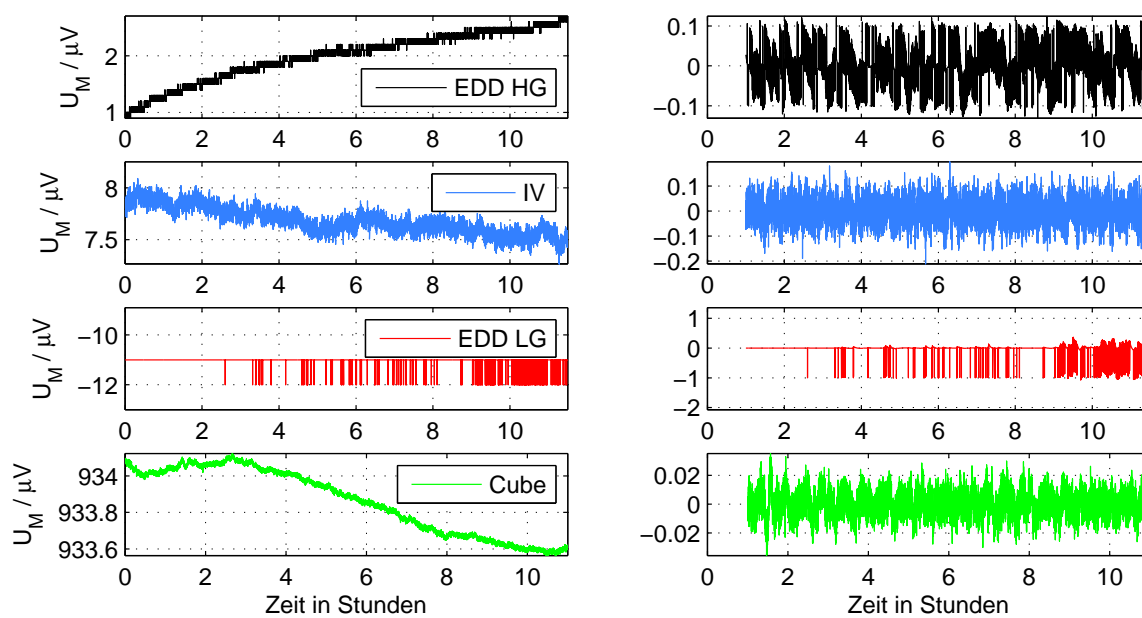 U_M / µV
2
1
EDD HG
0 2 4 6 8 10
0.1
0
−0.1
0 2 4 6 8 10
U_M / µV
8
7.5
IV
0 2 4 6 8 10
0.1
0
−0.1
−0.2
0 2 4 6 8 10
U_M / µV
−10
−12
EDD LG
0 2 4 6 8 10
1
0
−1
−2
0 2 4 6 8 10
U_M / µV
934
933.8
933.6
Cube
0 2 4 6 8 10
Zeit in Stunden
0.02
0
−0.02
0 2 4 6 8 10
Zeit in Stunden